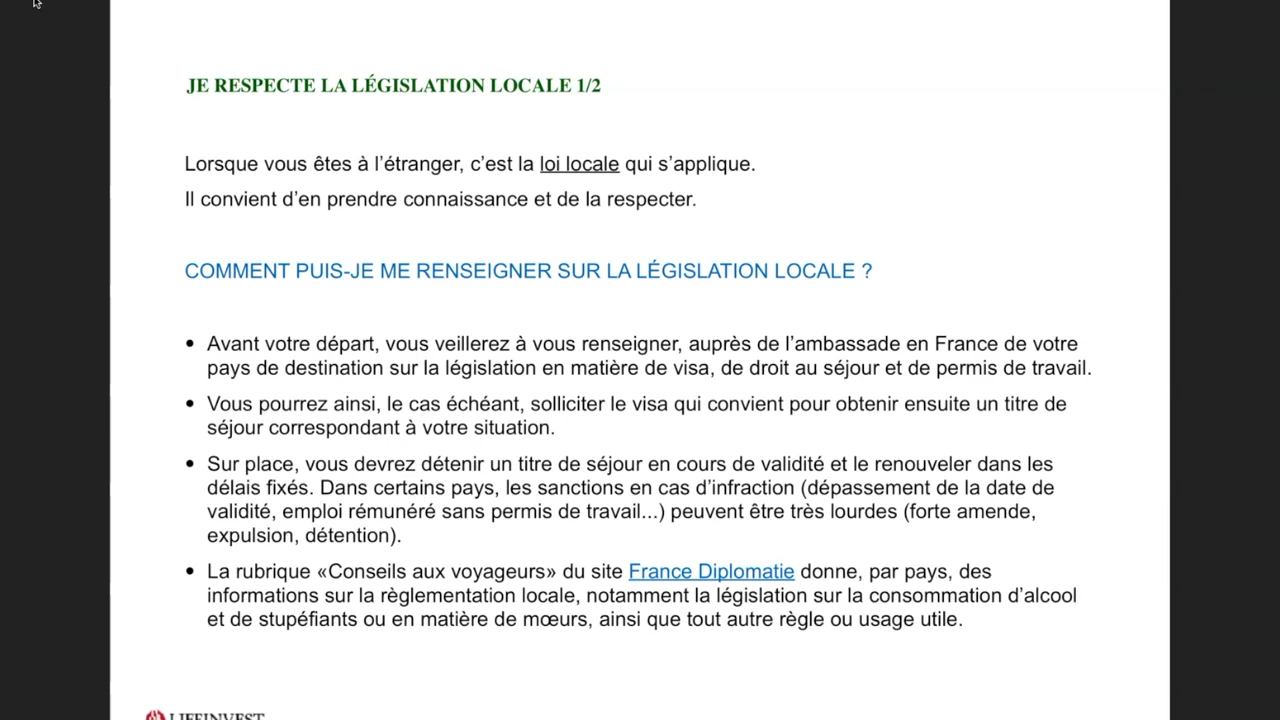 JE RESPECTE LA LÉGISLATION LOCALE 1/2
Lorsque vous êtes à l’étranger, c’est la loi locale qui s’applique.
Il convient d’en prendre connaissance et de la respecter.
COMMENT PUIS-JE ME RENSEIGNER SUR LA LÉGISLATION LOCALE ?
• Avant votre départ, vous veillerez à vous renseigner, auprès de l’ambassade en France de votre
pays de destination sur la législation en matière de visa, de droit au séjour et de permis de travail.
• Vous pourrez ainsi, le cas échéant, solliciter le visa qui convient pour obtenir ensuite un titre de
séjour correspondant à votre situation.
• Sur place, vous devrez détenir un titre de séjour en cours de validité et le renouveler dans les
délais fixés. Dans certains pays, les sanctions en cas d’infraction (dépassement de la date de
validité, emploi rémunéré sans permis de travail...) peuvent être très lourdes (forte amende,
expulsion, détention).
• La rubrique «Conseils aux voyageurs» du site France Diplomatie donne, par pays, des
informations sur la règlementation locale, notamment la législation sur la consommation d’alcool
et de stupéfiants ou en matière de mœurs, ainsi que tout autre règle ou usage utile.
LIFEINVEST